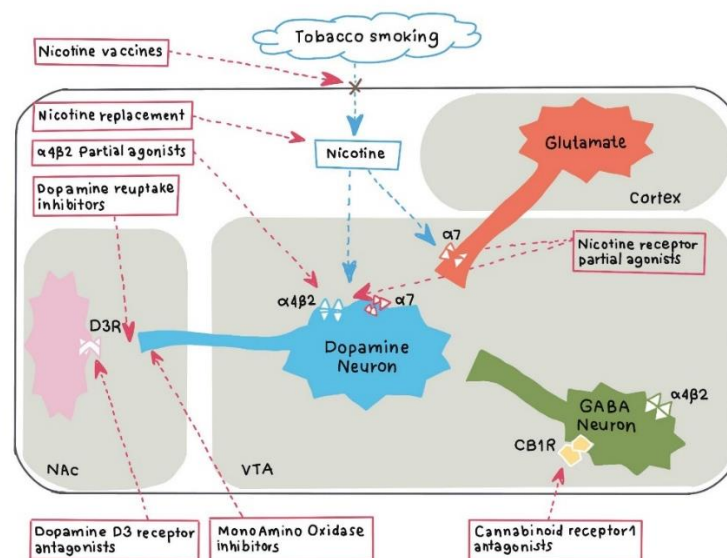 Tobacco smoking
Nicotine vaccines
Nicotine replacement
α4β2 Partial agonists
Dopamine reuptake
inhibitors
Nicotine
Glutamate
Cortex
α7
Nicotine receptor
partial agonists
α4β2
α7
D3R
Dopamine
Neuron
α4β2
GABA
Neuron
CB1R
NAc
VTA
Dopamine D3 receptor
antagonists
MonoAmino Oxidase
inhibitors
Cannabinoid receptor1
antagonists